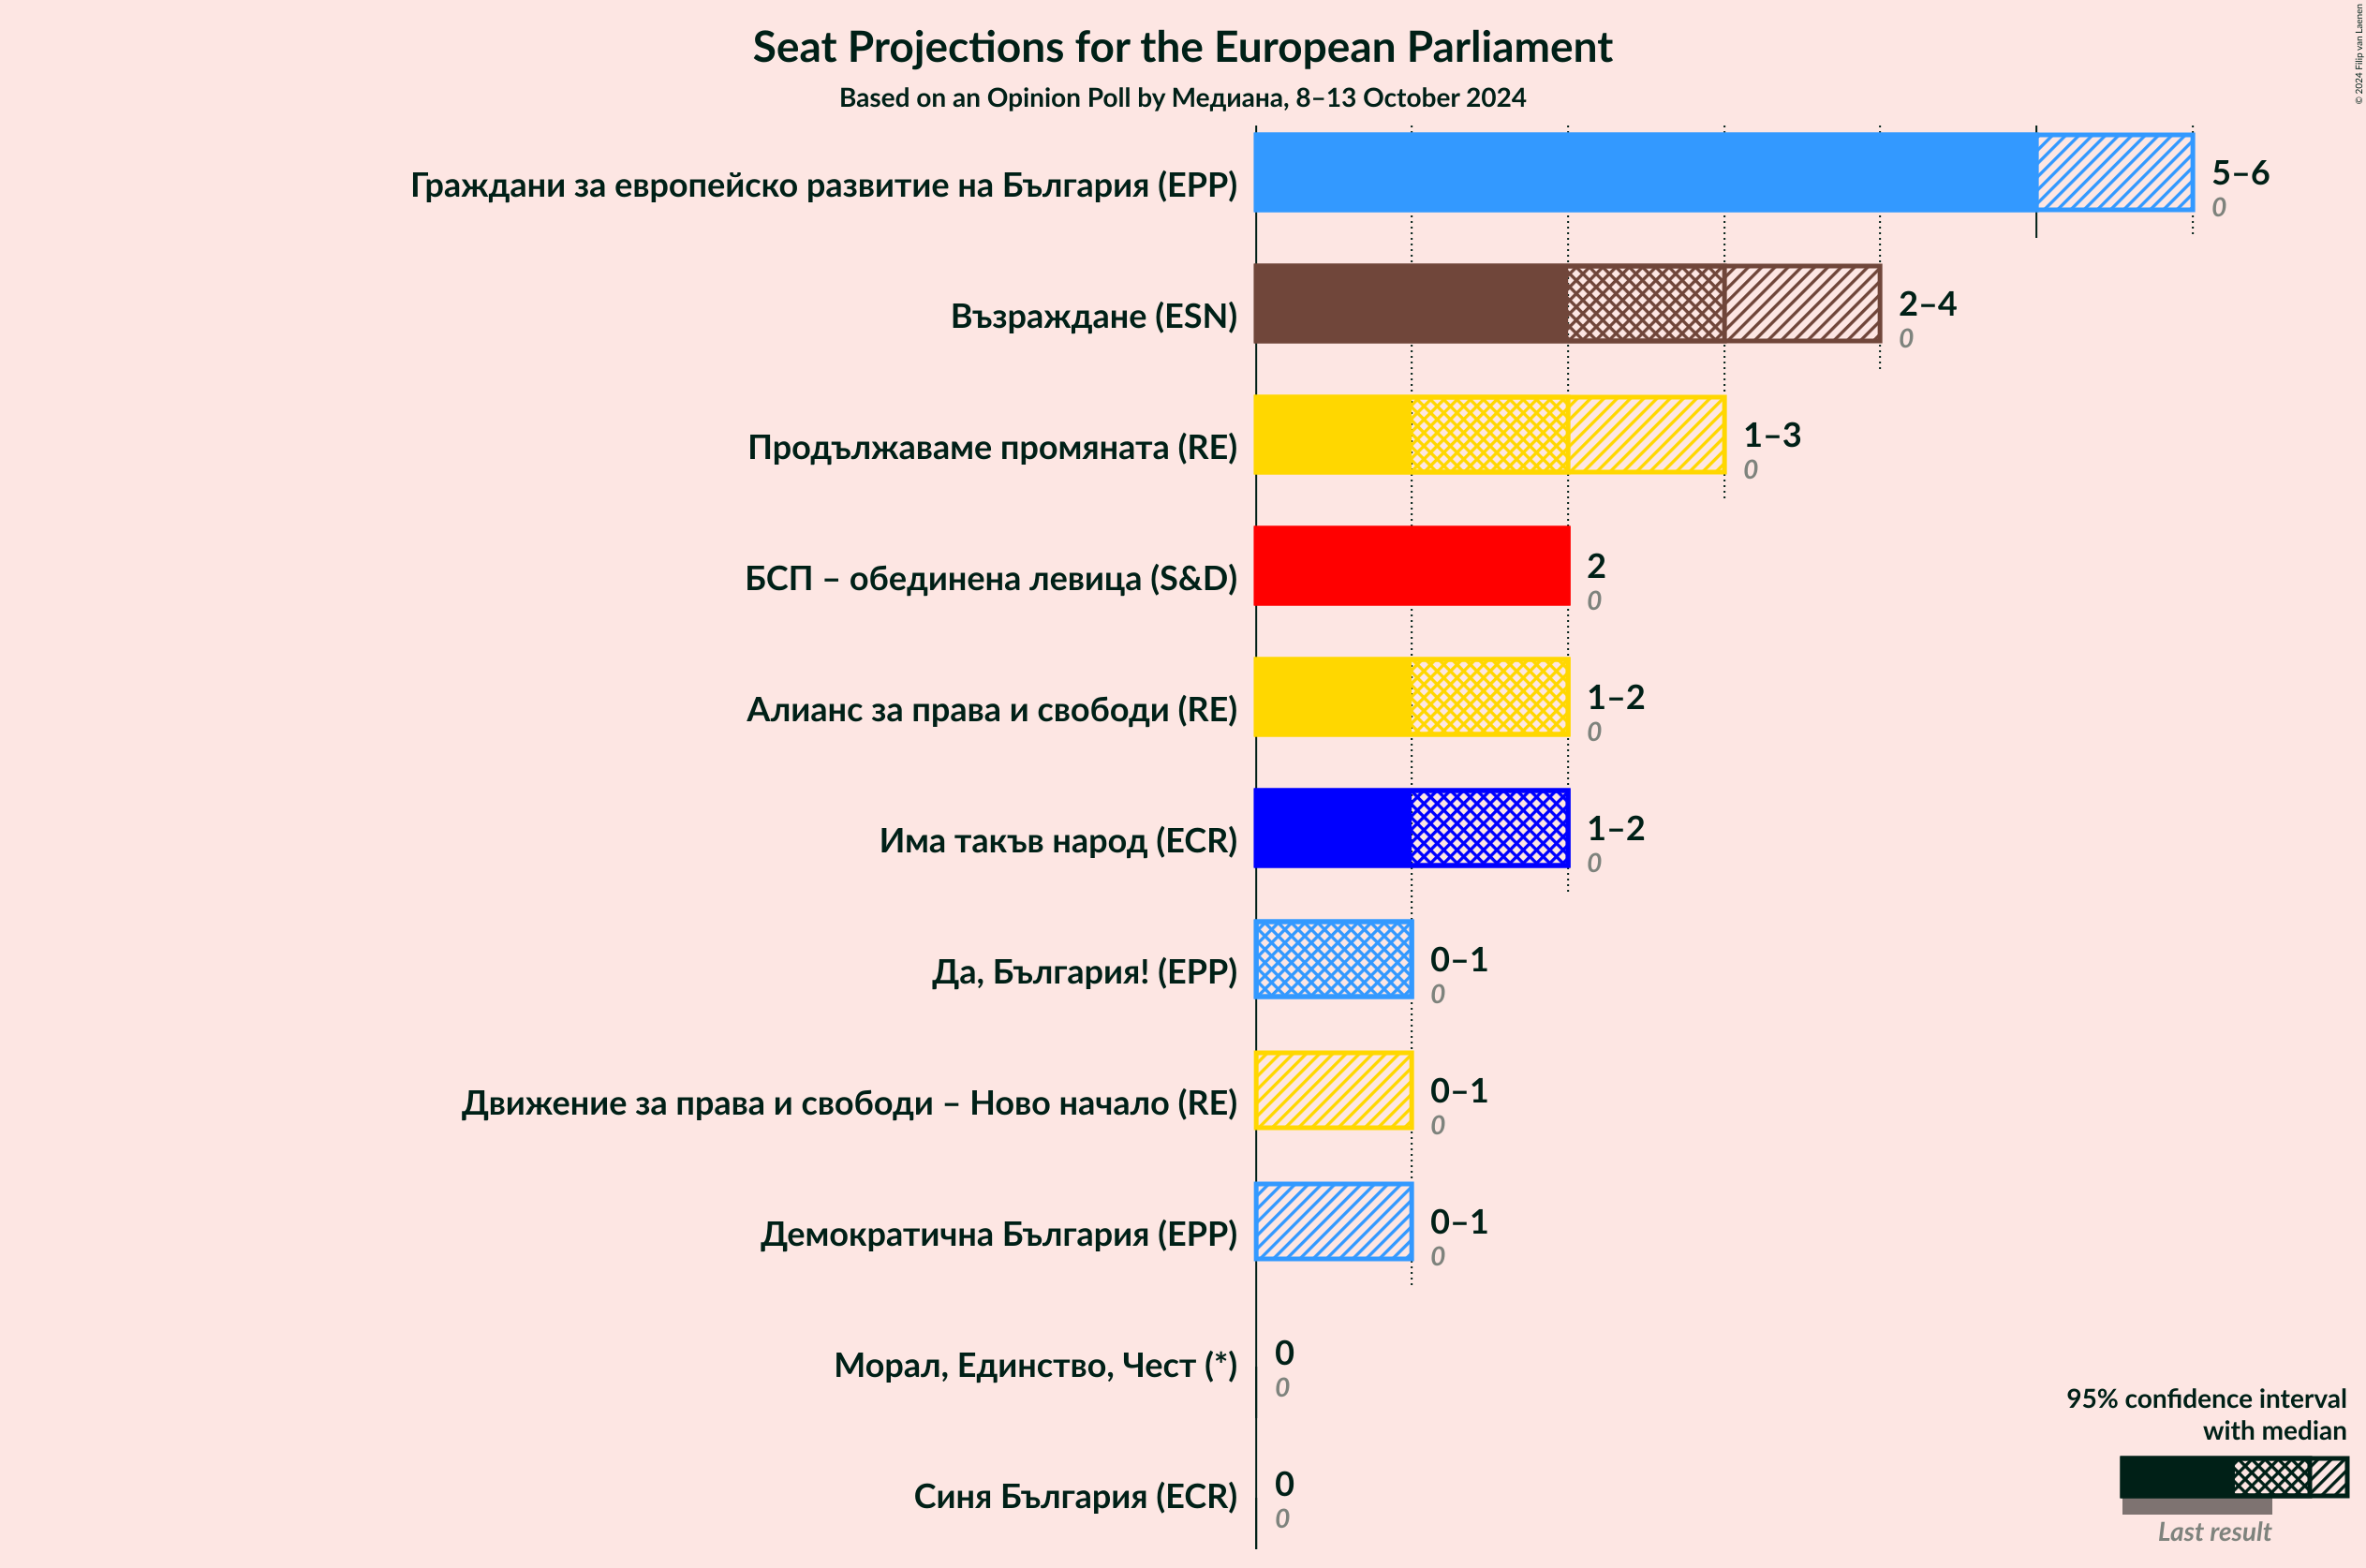 Seat Projections for the European Parliament
Based on an Opinion Poll by Медиана, 8–13 October 2024
© 2024 Filip van Laenen
Граждани за европейско развитие на България (EPP)
5–6
0
Възраждане (ESN)
2–4
0
Продължаваме промяната (RE)
1–3
0
БСП – обединена левица (S&D)
2
0
Алианс за права и свободи (RE)
1–2
0
Има такъв народ (ECR)
1–2
0
Да, България! (EPP)
0–1
0
Движение за права и свободи – Ново начало (RE)
0–1
0
Демократична България (EPP)
0–1
0
Морал, Единство, Чест (*)
0
0
Синя България (ECR)
0
0
95% confidence interval
with median
Last result